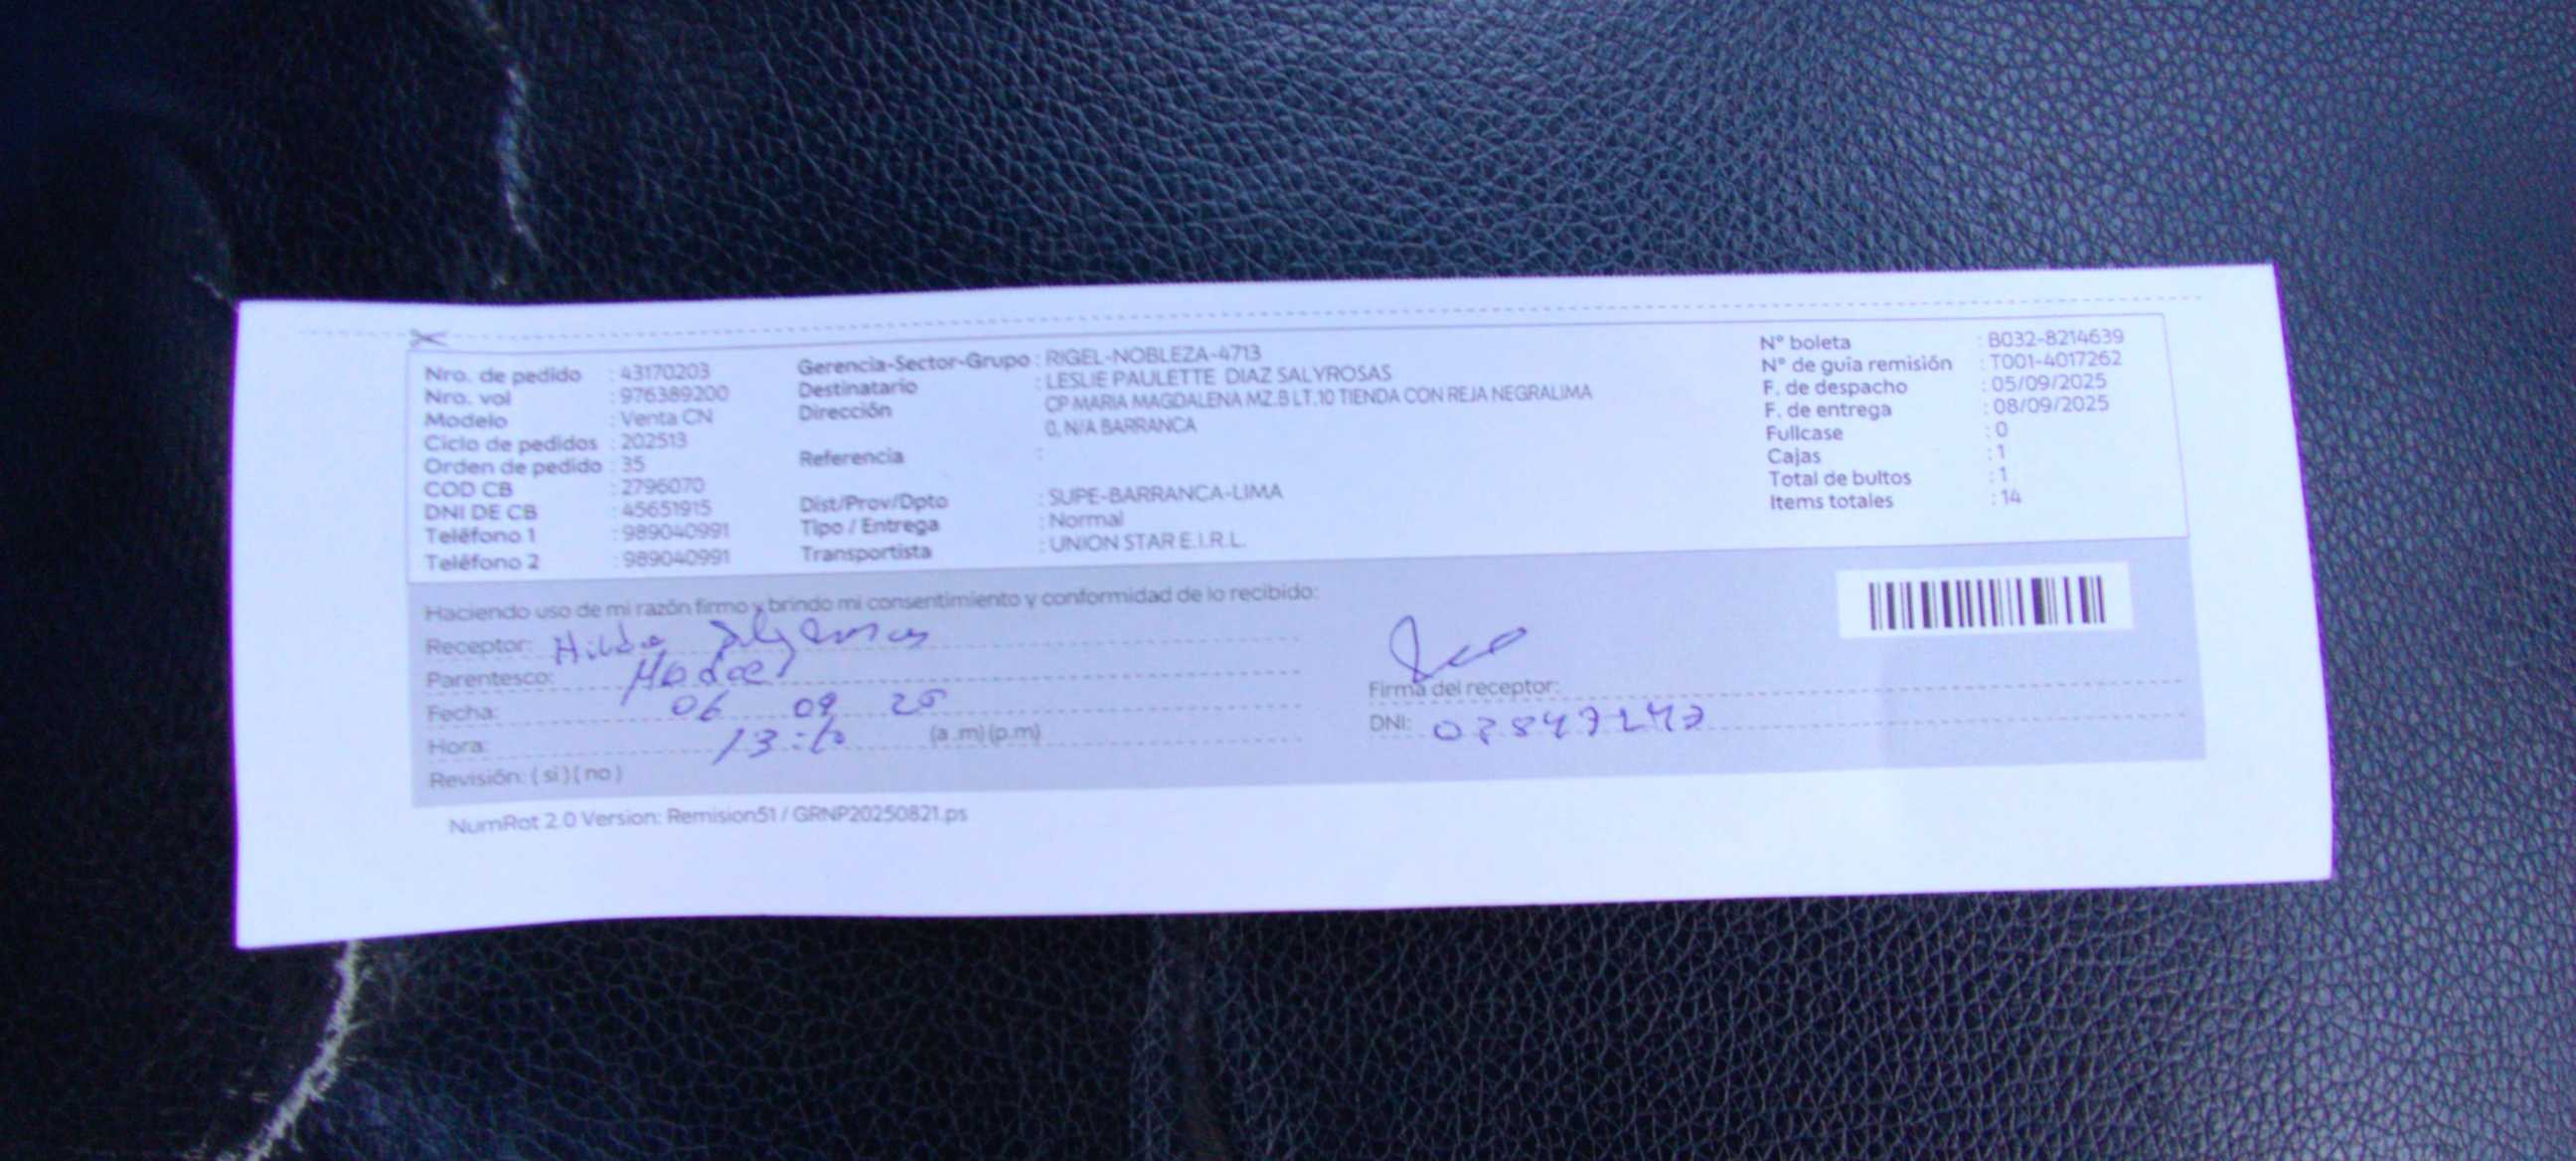 Nro. de pedido : 43170203
Nro. vol : 976389200
Modelo : Venta CN
Ciclo de pedidos : 202513
Orden de pedido : 35
COD CB : 2796070
DNI DE CB : 45651915
Teléfono 1 : 989040991
Teléfono 2 : 989040991
Gerencia-Sector-Grupo : RIGEL-NOBLEZA-4713
Destinatario : LESLIE PAULETTE DIAZ SALYROSAS
Dirección CP MARIA MAGDALENA MZ.B LT.10 TIENDA CON REJA NEGRALIMA
0, N/A BARRANCA
Referencia :
Dist/Prov/Dpto : SUPE-BARRANCA-LIMA
Tipo / Entrega : Normal
Transportista : UNION STAR E.I.R.L.
N° boleta : B032-8214639
N° de guía remisión : T001-4017262
F. de despacho : 05/09/2025
F. de entrega : 08/09/2025
Fullcase : 0
Cajas : 1
Total de bultos : 1
Items totales : 14
Haciendo uso de mi razón firmo y brindo mi consentimiento y conformidad de lo recibido:
Receptor: Hilda
Parentesco:
Fecha: 06 09 25
Hora: (a .m) (p.m)
Revisión: ( si ) ( no )
Firma del receptor:
DNI:
NumRot 2.0 Version: Remision51 / GRNP20250821.ps